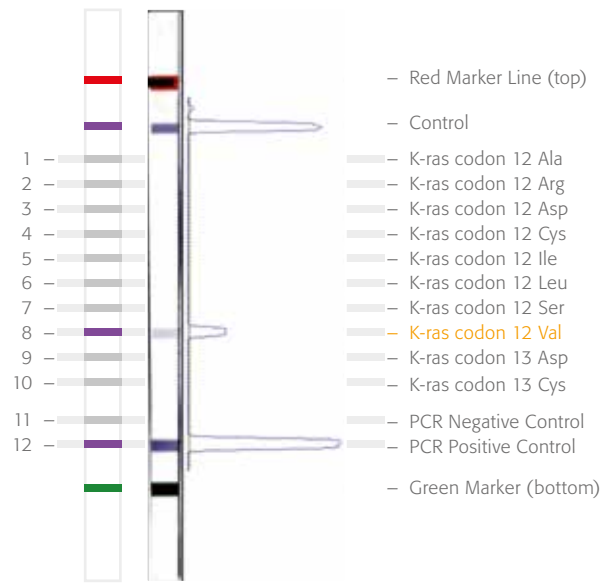 – Red Marker Line (top)
– Control
1 – – K-ras codon 12 Ala
2 – – K-ras codon 12 Arg
3 – – K-ras codon 12 Asp
4 – – K-ras codon 12 Cys
5 – – K-ras codon 12 Ile
6 – – K-ras codon 12 Leu
7 – – K-ras codon 12 Ser
8 – – K-ras codon 12 Val
9 – – K-ras codon 13 Asp
10 – – K-ras codon 13 Cys
11 – – PCR Negative Control
12 – – PCR Positive Control
– Green Marker (bottom)